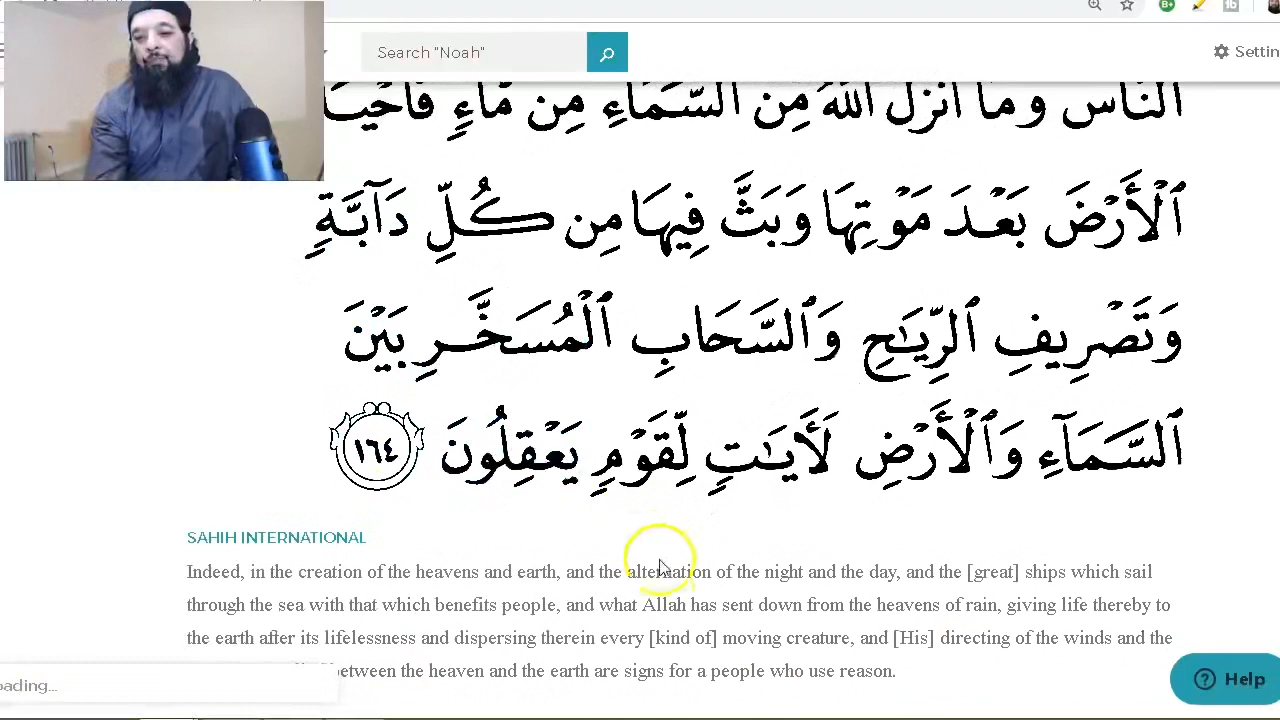 Search "Noah"
Settin
ٱلنَّاسَ وَمَآ أَنزَلَ ٱللَّهُ مِنَ ٱلسَّمَآءِ مِن مَّآءٍ فَأَحْيَا
ٱلْأَرْضَ بَعْدَ مَوْتِهَا وَبَثَّ فِيهَا مِن كُلِّ دَآبَّةٍ
وَتَصْرِيفِ ٱلرِّيَـٰحِ وَٱلسَّحَابِ ٱلْمُسَخَّرِ بَيْنَ
ٱلسَّمَآءِ وَٱلْأَرْضِ لَـَٔايَـٰتٍ لِّقَوْمٍ يَعْقِلُونَ ١٦٤
SAHIH INTERNATIONAL
Indeed, in the creation of the heavens and earth, and the alternation of the night and the day, and the [great] ships which sail
through the sea with that which benefits people, and what Allah has sent down from the heavens of rain, giving life thereby to
the earth after its lifelessness and dispersing therein every [kind of] moving creature, and [His] directing of the winds and the
between the heaven and the earth are signs for a people who use reason.
oading...
Help